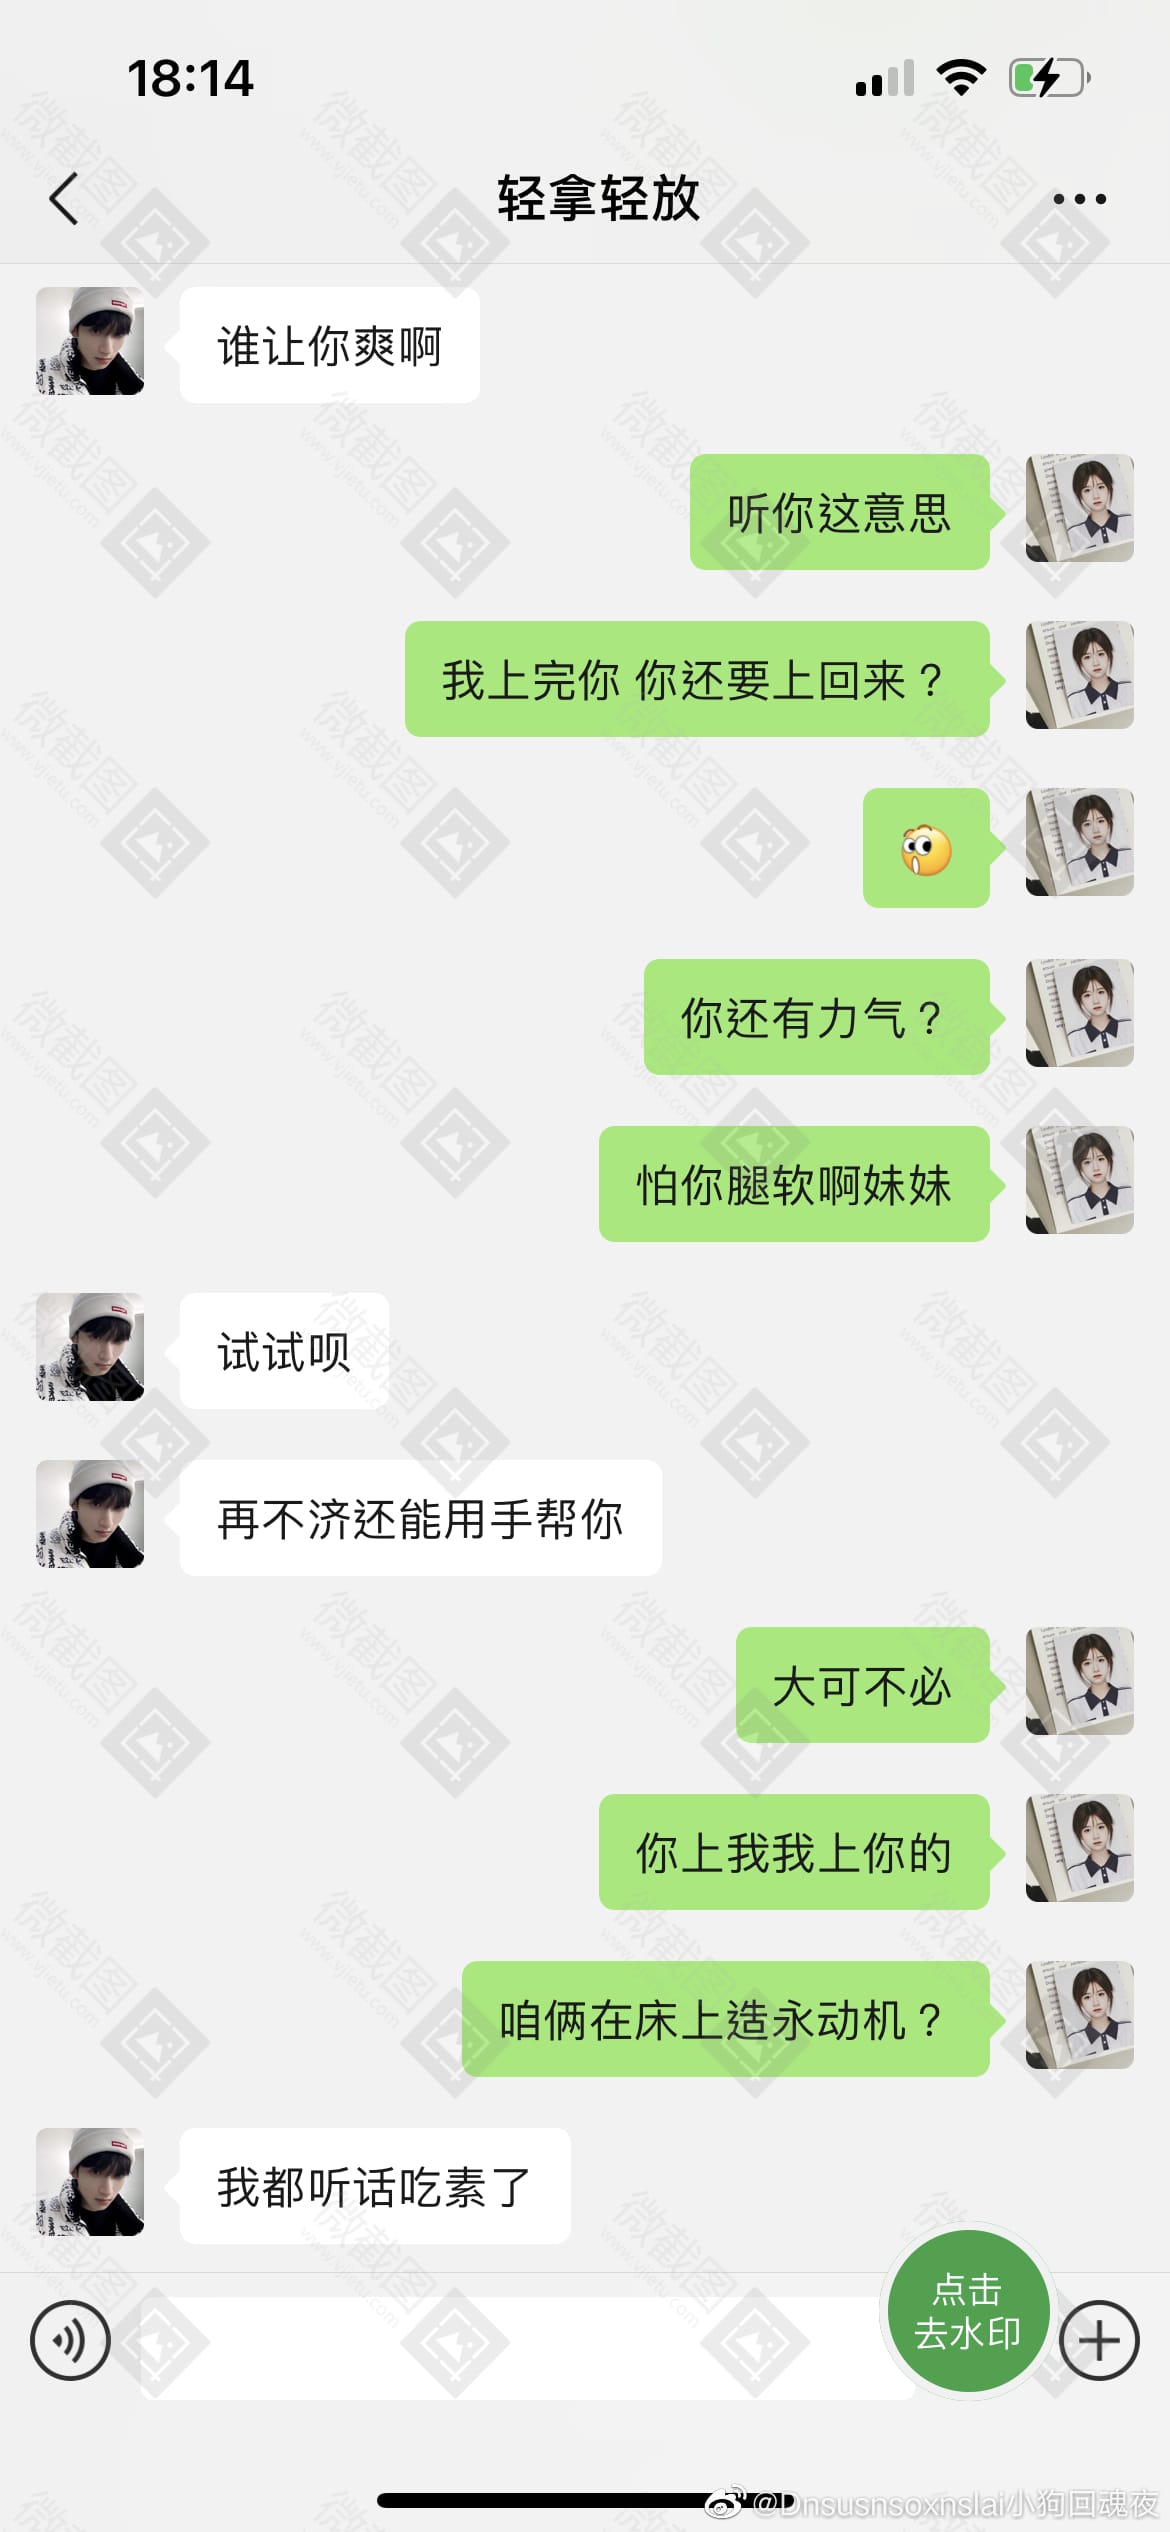 18:14
轻拿轻放
谁让你爽啊
听你这意思
我上完你 你还要上回来？
你还有力气？
怕你腿软啊妹妹
试试呗
再不济还能用手帮你
大可不必
你上我我上你的
咱俩在床上造永动机？
我都听话吃素了
点击
去水印
@Dnsusnsoxnslai小狗回魂夜
微截图
www.vjietu.com